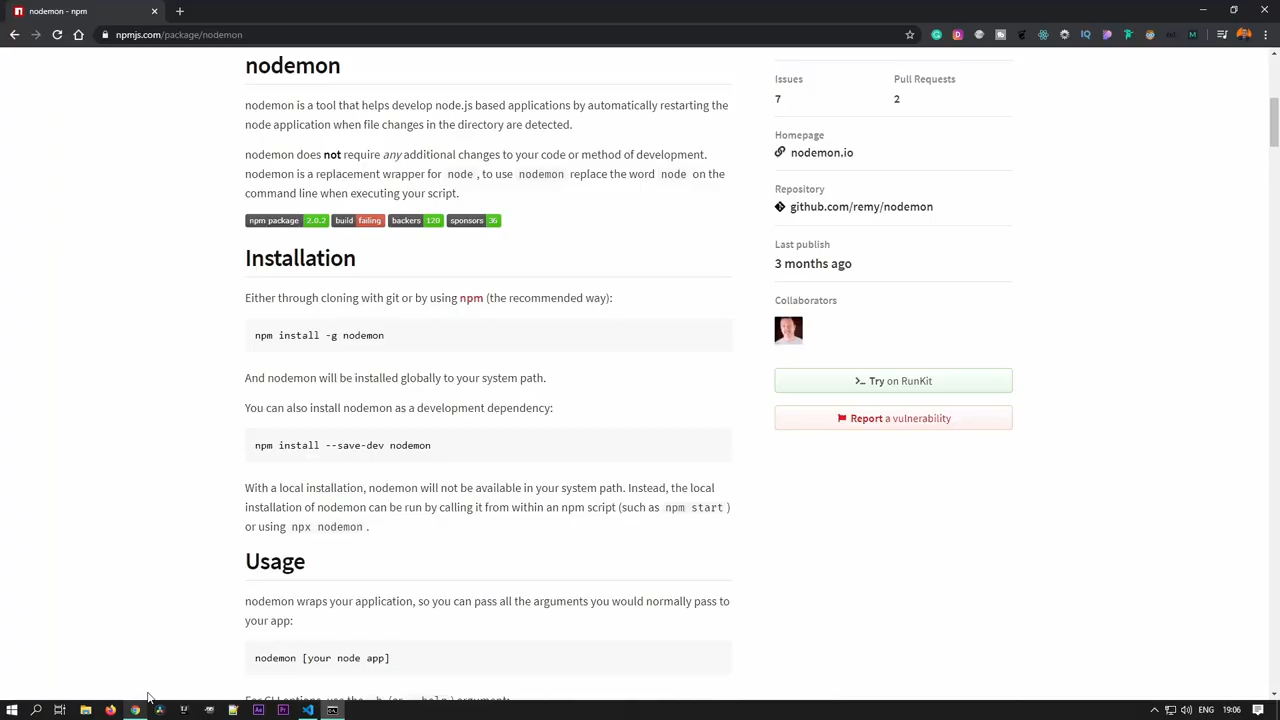 nodemon - npm
npmjs.com/package/nodemon
nodemon
nodemon is a tool that helps develop node.js based applications by automatically restarting the
node application when file changes in the directory are detected.
nodemon does not require any additional changes to your code or method of development.
nodemon is a replacement wrapper for node , to use nodemon replace the word node on the
command line when executing your script.
npm package 2.0.2 build failing backers 120 sponsors 36
Installation
Either through cloning with git or by using npm (the recommended way):
npm install -g nodemon
And nodemon will be installed globally to your system path.
You can also install nodemon as a development dependency:
npm install --save-dev nodemon
With a local installation, nodemon will not be available in your system path. Instead, the local
installation of nodemon can be run by calling it from within an npm script (such as npm start )
or using npx nodemon .
Usage
nodemon wraps your application, so you can pass all the arguments you would normally pass to
your app:
nodemon [your node app]
For CLI options, use the -h (or --help ) argument:
Issues
7
Pull Requests
2
Homepage
nodemon.io
Repository
github.com/remy/nodemon
Last publish
3 months ago
Collaborators
Try on RunKit
Report a vulnerability
ENG
19:06